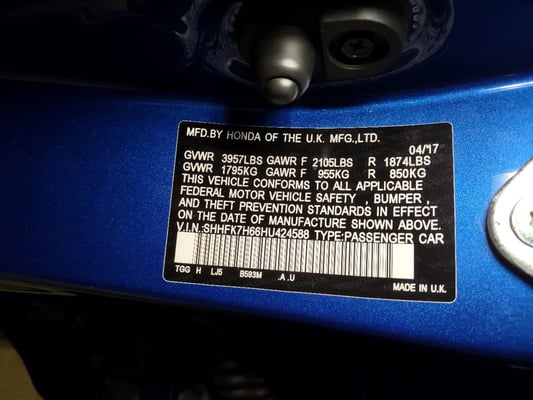 MFD.BY HONDA OF THE U.K. MFG.,LTD.
04/'17
GVWR 3957LBS GAWR F 2105LBS R 1874LBS
GVWR 1795KG GAWR F 955KG R 850KG
THIS VEHICLE CONFORMS TO ALL APPLICABLE
FEDERAL MOTOR VEHICLE SAFETY , BUMPER ,
AND THEFT PREVENTION STANDARDS IN EFFECT
ON THE DATE OF MANUFACTURE SHOWN ABOVE.
V.I.N.:SHHFK7H66HU424588 TYPE:PASSENGER CAR
TGG H LJ5 B593M .A .U
MADE IN U.K.